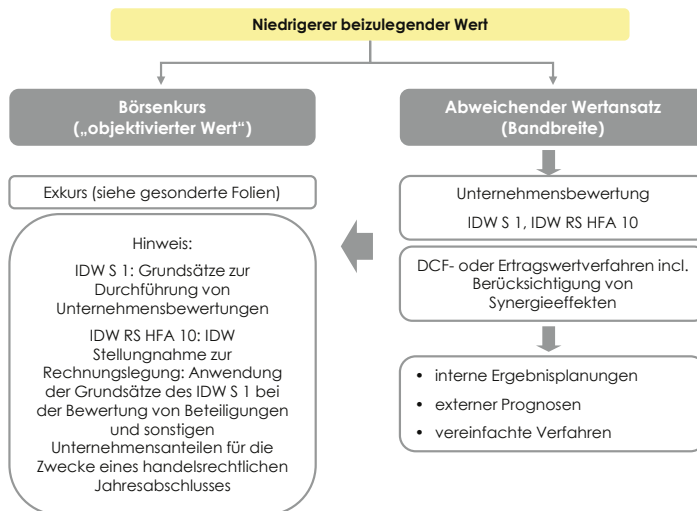 Niedrigerer beizulegender Wert
Börsenkurs
(„objektivierter Wert“)
Exkurs (siehe gesonderte Folien)
Hinweis:
IDW S 1: Grundsätze zur
Durchführung von
Unternehmensbewertungen
IDW RS HFA 10: IDW
Stellungnahme zur
Rechnungslegung: Anwendung
der Grundsätze des IDW S 1 bei
der Bewertung von Beteiligungen
und sonstigen
Unternehmensanteilen für die
Zwecke eines handelsrechtlichen
Jahresabschlusses
Abweichender Wertansatz
(Bandbreite)
Unternehmensbewertung
IDW S 1, IDW RS HFA 10
DCF- oder Ertragswertverfahren incl.
Berücksichtigung von
Synergieeffekten
• interne Ergebnisplanungen
• externer Prognosen
• vereinfachte Verfahren